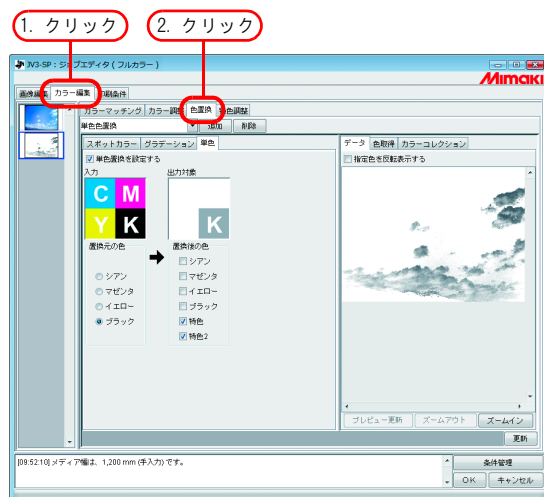 1. クリック
2. クリック
JV3-SP：ジョブエディタ ( フルカラー )
Mimaki
画像編集 カラー編集 印刷条件
カラーマッチング カラー調整 色置換 特色調整
単色色置換 追加 削除
スポットカラー グラデーション 単色
データ 色取得 カラーコレクション
単色置換を設定する
指定色を反転表示する
入力 出力対象
C M
Y K K
置換元の色 置換後の色
シアン シアン
マゼンタ マゼンタ
イエロー イエロー
ブラック ブラック
特色
特色2
プレビュー更新 ズームアウト ズームイン
更新
[09:52:10] メディア幅は、1,200 mm (手入力) です。
条件管理
OK キャンセル